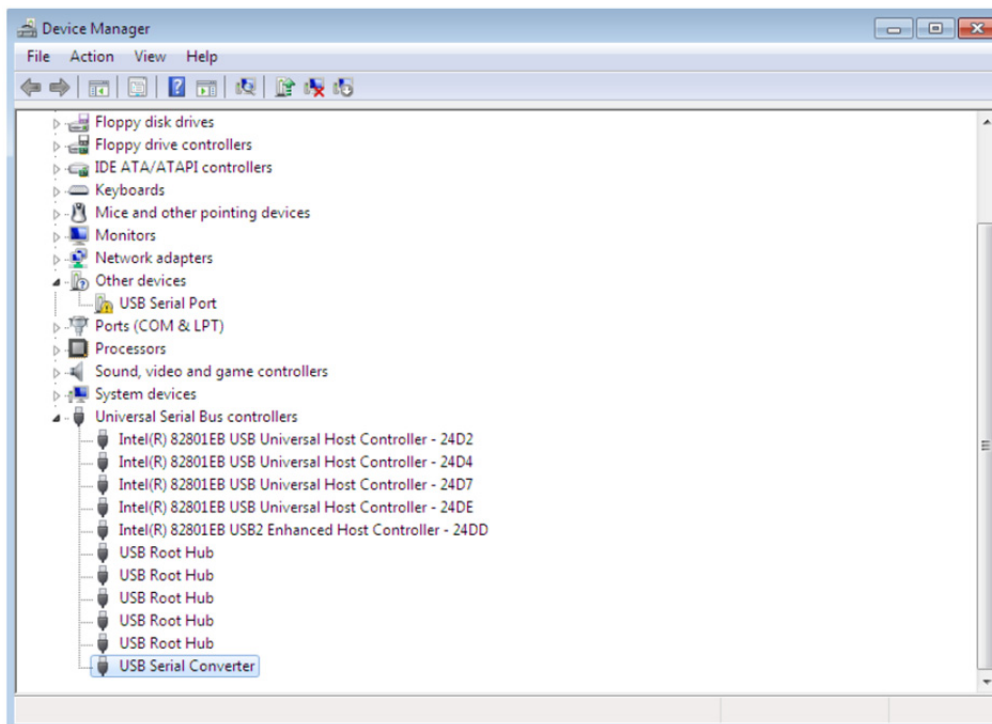 Device Manager
File Action View Help
Floppy disk drives
Floppy drive controllers
IDE ATA/ATAPI controllers
Keyboards
Mice and other pointing devices
Monitors
Network adapters
Other devices
USB Serial Port
Ports (COM & LPT)
Processors
Sound, video and game controllers
System devices
Universal Serial Bus controllers
Intel(R) 82801EB USB Universal Host Controller - 24D2
Intel(R) 82801EB USB Universal Host Controller - 24D4
Intel(R) 82801EB USB Universal Host Controller - 24D7
Intel(R) 82801EB USB Universal Host Controller - 24DE
Intel(R) 82801EB USB2 Enhanced Host Controller - 24DD
USB Root Hub
USB Root Hub
USB Root Hub
USB Root Hub
USB Root Hub
USB Serial Converter